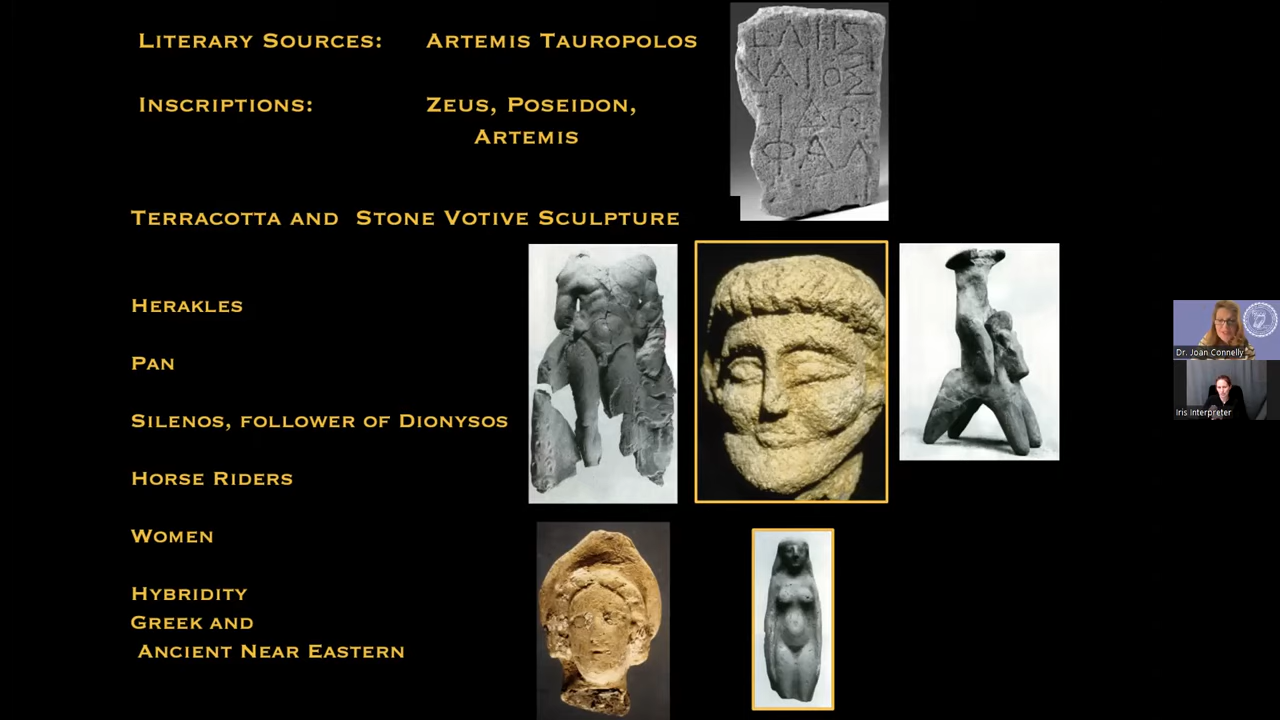 LITERARY SOURCES: ARTEMIS TAUROPOLOS
INSCRIPTIONS: ZEUS, POSEIDON,
ARTEMIS
TERRACOTTA AND STONE VOTIVE SCULPTURE
HERAKLES
PAN
SILENOS, FOLLOWER OF DIONYSOS
HORSE RIDERS
WOMEN
HYBRIDITY
GREEK AND
ANCIENT NEAR EASTERN
Dr. Joan Connelly
Iris Interpreter